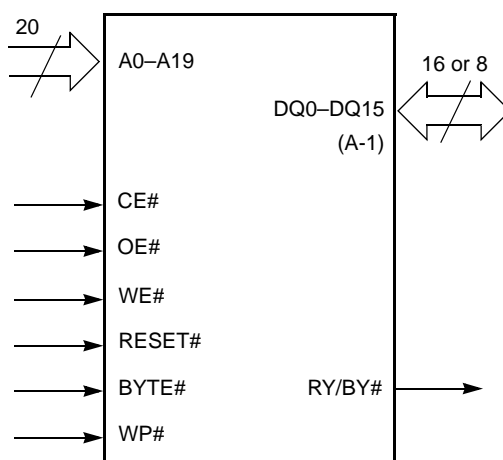 20
A0–A19
16 or 8
DQ0–DQ15
(A-1)
CE#
OE#
WE#
RESET#
BYTE#
RY/BY#
WP#